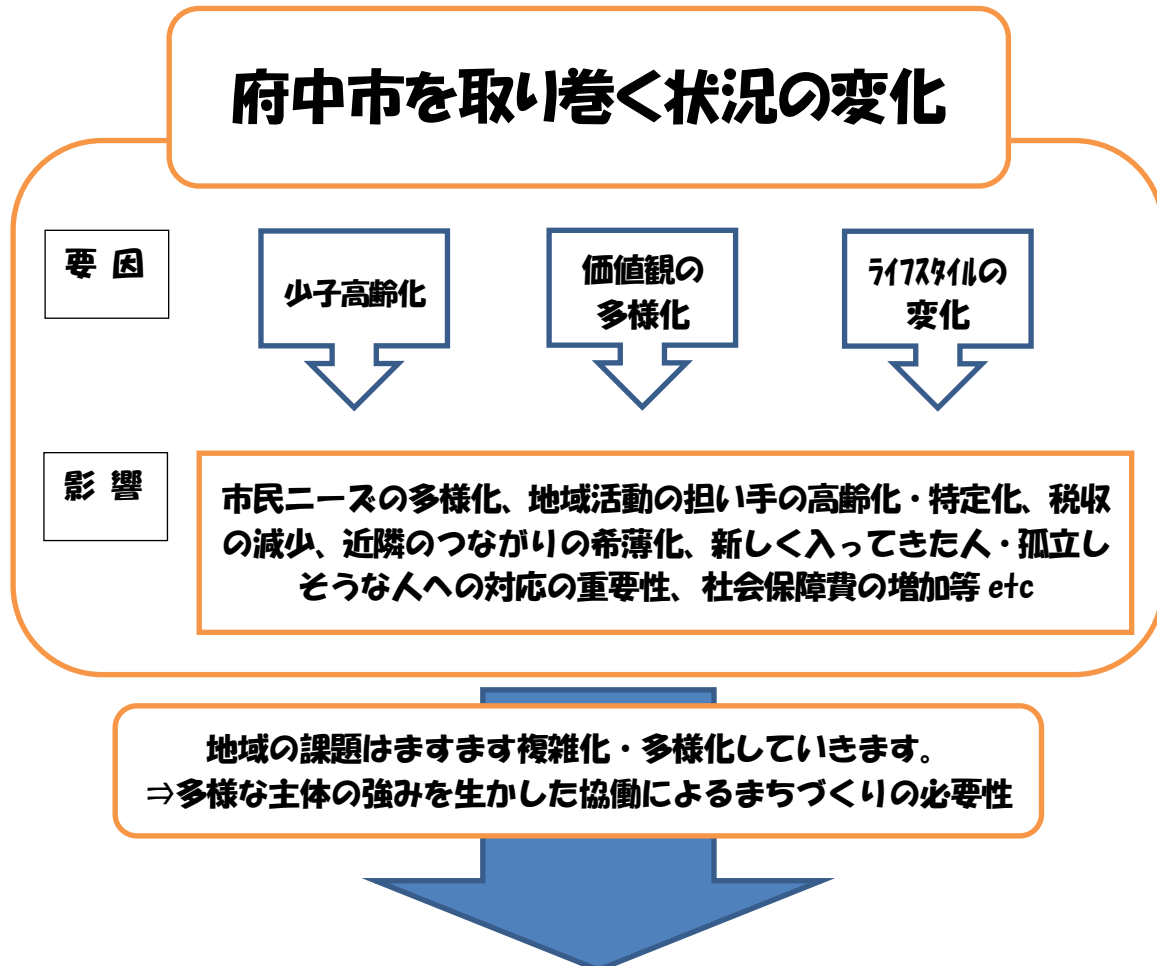 府中市を取り巻く状況の変化
要 因
少子高齢化
価値観の
多様化
ﾗｲﾌｽﾀｲﾙの
変化
影 響
市民ニーズの多様化、地域活動の担い手の高齢化・特定化、税収
の減少、近隣のつながりの希薄化、新しく入ってきた人・孤立し
そうな人への対応の重要性、社会保障費の増加等 etc
地域の課題はますます複雑化・多様化していきます。
⇒多様な主体の強みを生かした協働によるまちづくりの必要性